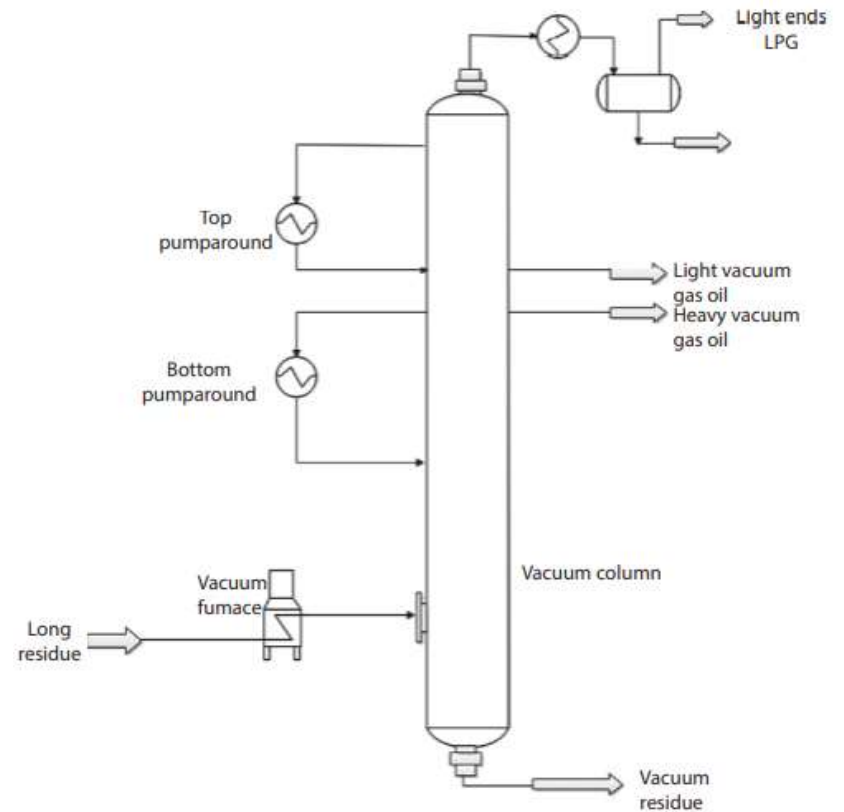 Light ends
LPG
Top
pumparound
Light vacuum
gas oil
Heavy vacuum
gas oil
Bottom
pumparound
Vacuum column
Vacuum
fumace
Long
residue
Vacuum
residue